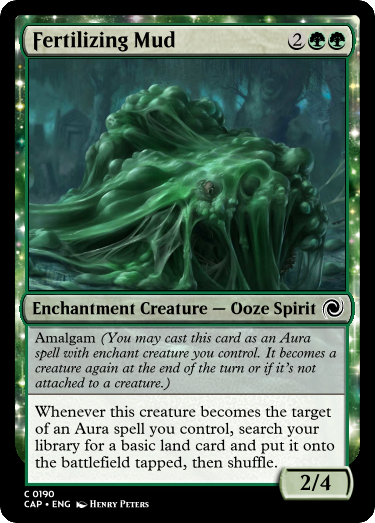 Fertilizing Mud 2
Enchantment Creature — Ooze Spirit
Amalgam (You may cast this card as an Aura
spell with enchant creature you control. It becomes a
creature again at the end of the turn or if it's not
attached to a creature.)
Whenever this creature becomes the target
of an Aura spell you control, search your
library for a basic land card and put it onto
the battlefield tapped, then shuffle.
2/4
C 0190
CAP • ENG Henry Peters